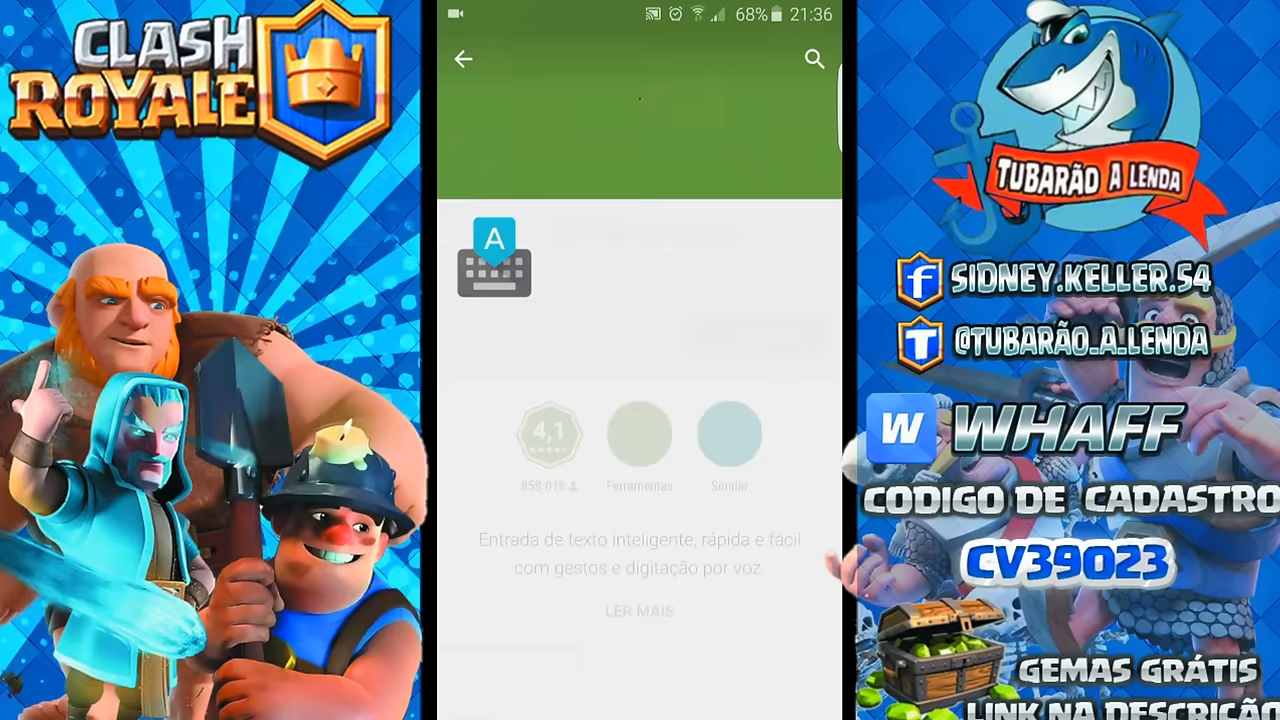 CLASH
ROYALE
68% 21:36
A
4,1
858 018
Ferramentas
Similar
Entrada de texto inteligente, rápida e fácil
com gestos e digitação por voz.
LER MAIS
TUBARÃO A LENDA
f SIDNEY.KELLER.54
T @TUBARÃO_A_LENDA
W WHAFF
CODIGO DE CADASTRO
CV39023
GEMAS GRÁTIS
LINK NA DESCRIÇÃO